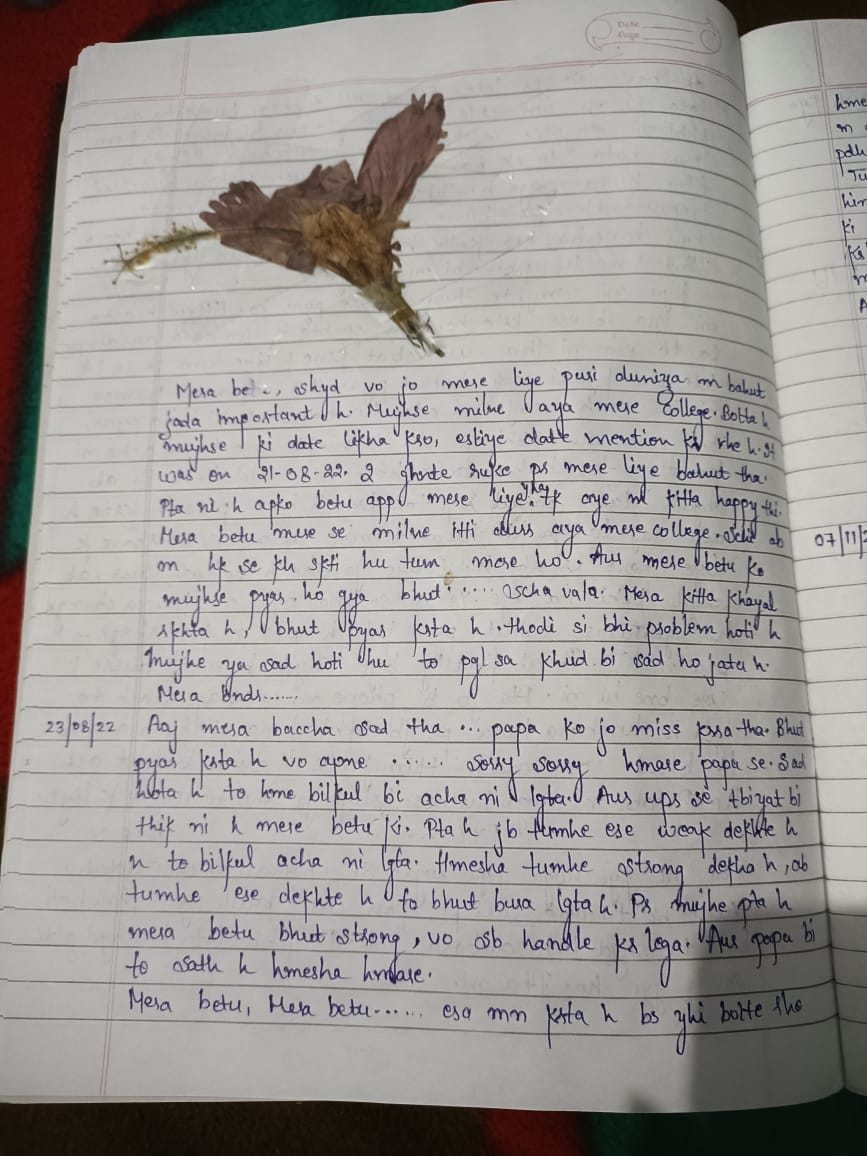 Date
Page
Mera betu, shyd vo jo mere liye puri duniya m bahut
jada important h. Mujhse milne aaya mere College. Bolta h
mujhse ki date likha kro, esliye date mention kr rhe h. It
was on 21-08-22. 2 ghnte ruke ps mere liye bahut tha.
Pta ni h apko betu app mere liye aye m kitta happy thi.
Mera betu muje se milne itti duur aya mere college. Schi ab
m hk se kh skti hu tum mere ho. Aur mere betu ko
mujhse pyar ho gya bhut..... scha vala. Mera kitta khayal
rkhta h, bhut pyar krta h. thodi si bhi problem hoti h
mujhe ya sad hoti hu to pgl sa khud bi sad ho jata h.
Mera bndr.......
23/08/22 Aaj mera baccha sad tha ... papa ko jo miss krra tha. Bhut
pyar krta h vo apne ...... sorry sorry hmare papa se. Sad
hota h to hme bilkul bi acha ni lgta. Aur ups se tbiyat bi
thik ni h mere betu ki. Pta h jb tumhe ese weak dekhte h
n to bilkul acha ni lgta. Hmesha tumhe strong dekha h, ab
tumhe ese dekhte h to bhut bura lgta h. Pr mujhe pta h
mera betu bhut strong, vo sb handle kr lega. Aur papa bi
to sath h hmesha hmare.
Mera betu, Mera betu...... esa mn krta h bs yhi bolte rho
hme
m
pdh
Tu
ki
07/11/2